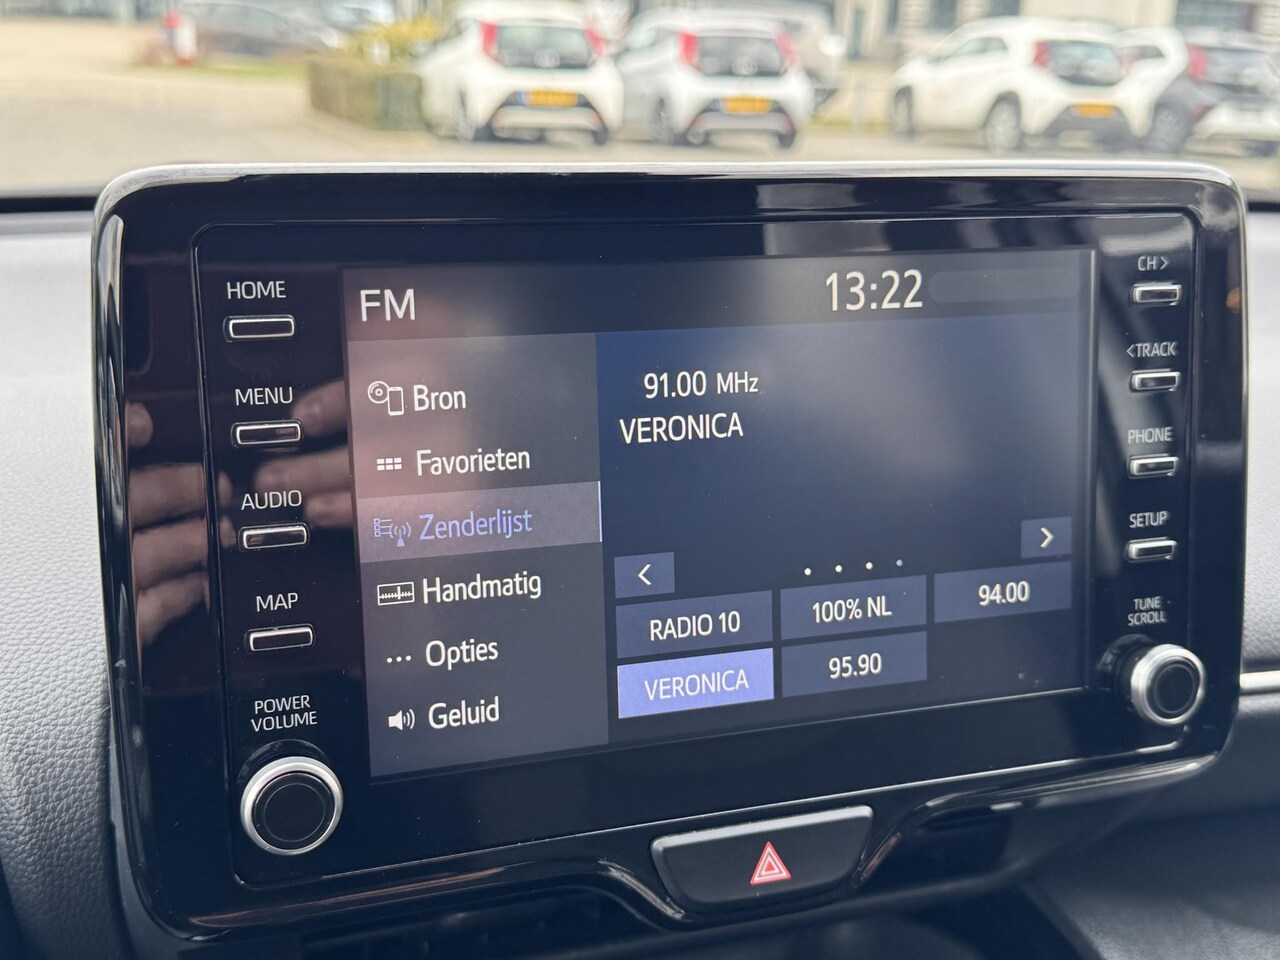 HOME
MENU
AUDIO
MAP
POWER
VOLUME
FM
13:22
Bron
Favorieten
Zenderlijst
Handmatig
Opties
Geluid
91.00 MHz
VERONICA
<
>
RADIO 10
100% NL
94.00
VERONICA
95.90
CH>
<TRACK
PHONE
SETUP
TUNE
SCROLL